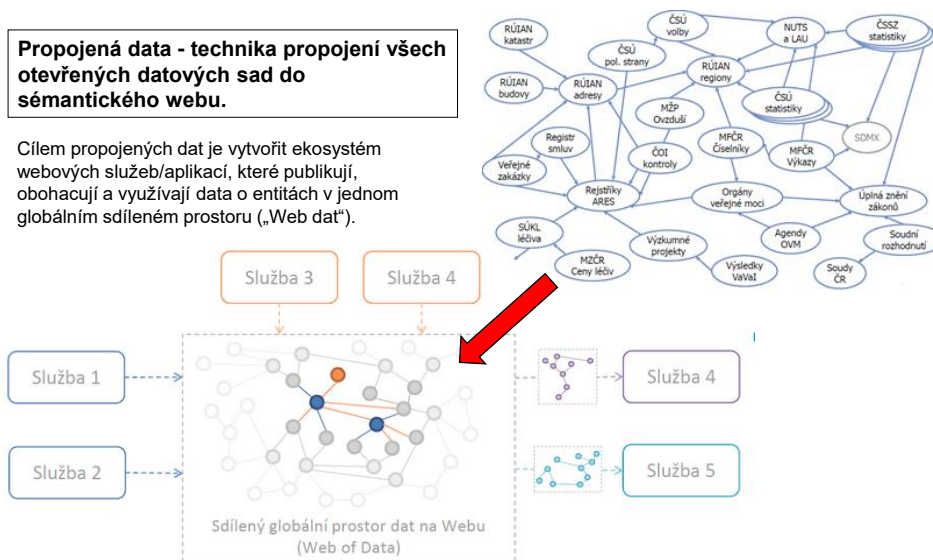 Propojená data - technika propojení všech
otevřených datových sad do
sémantického webu.
Cílem propojených dat je vytvořit ekosystém
webových služeb/aplikací, které publikují,
obohacují a využívají data o entitách v jednom
globálním sdíleném prostoru („Web dat“).
RÚIAN
katastr
ČSÚ
volby
NUTS
a LAU
ČSSZ
statistiky
ČSÚ
pol. strany
RÚIAN
regiony
RÚIAN
budovy
RÚIAN
adresy
ČSÚ
statistiky
MŽP
Ovzduší
SDMX
Registr
smluv
MFČR
Číselníky
MFČR
Výkazy
Veřejné
zakázky
ČOI
kontroly
Rejstříky
ARES
Orgány
veřejné moci
Úplná znění
zákonů
SÚKL
léčiva
Výzkumné
projekty
Agendy
OVM
Soudní
rozhodnutí
MZČR
Ceny léčiv
Výsledky
VaVaI
Soudy
ČR
Služba 3
Služba 4
Služba 1
Služba 2
Služba 4
Služba 5
Sdílený globální prostor dat na Webu
(Web of Data)